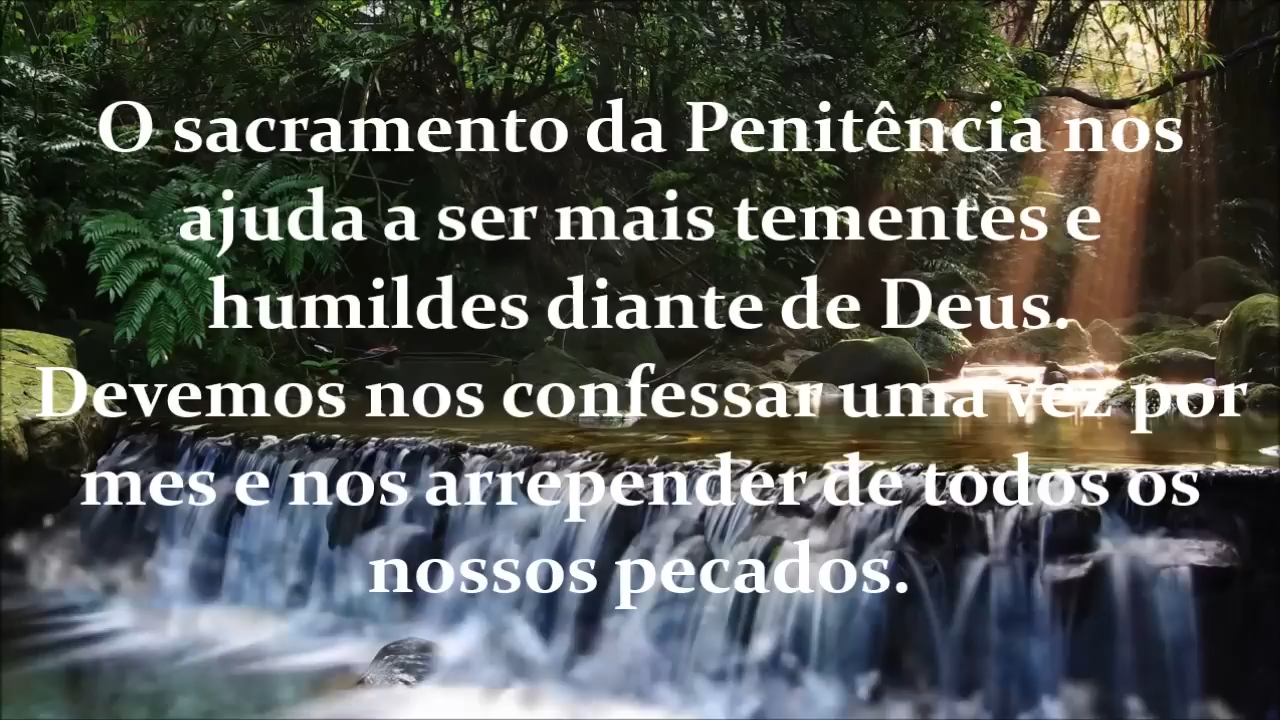 O sacramento da Penitência nos
ajuda a ser mais tementes e
humildes diante de Deus.
Devemos nos confessar uma vez por
mes e nos arrepender de todos os
nossos pecados.